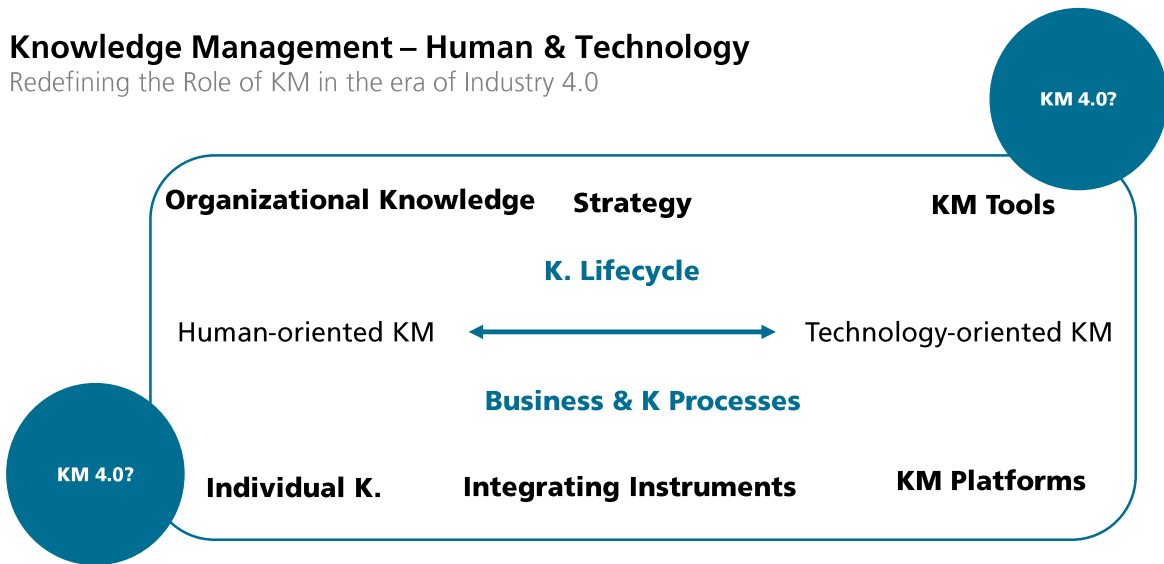 Knowledge Management – Human & Technology
Redefining the Role of KM in the era of Industry 4.0
KM 4.0?
Organizational Knowledge
Strategy
KM Tools
K. Lifecycle
Human-oriented KM
Technology-oriented KM
Business & K Processes
KM 4.0?
Individual K.
Integrating Instruments
KM Platforms